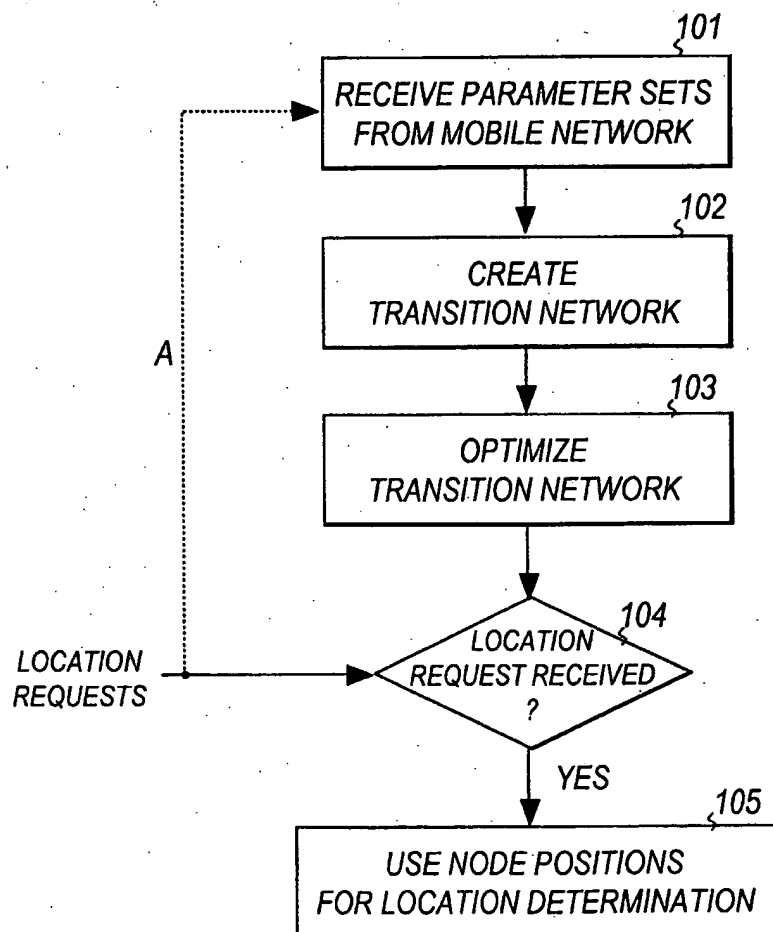 101
RECEIVE PARAMETER SETS
FROM MOBILE NETWORK
102
CREATE
TRANSITION NETWORK
A
103
OPTIMIZE
TRANSITION NETWORK
104
LOCATION
REQUEST RECEIVED
?
LOCATION
REQUESTS
YES
105
USE NODE POSITIONS
FOR LOCATION DETERMINATION